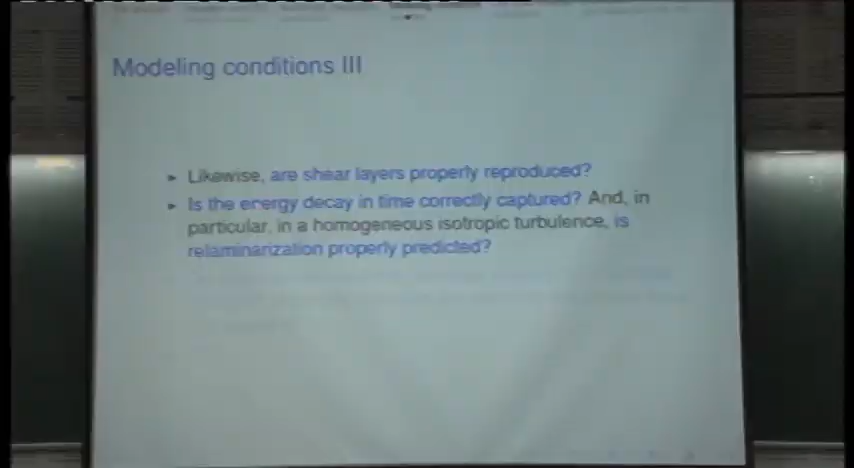 Modeling conditions III
► Likewise, are shear layers properly reproduced?
► Is the energy decay in time correctly captured? And, in
particular, in a homogeneous isotropic turbulence, is
relaminarization properly predicted?